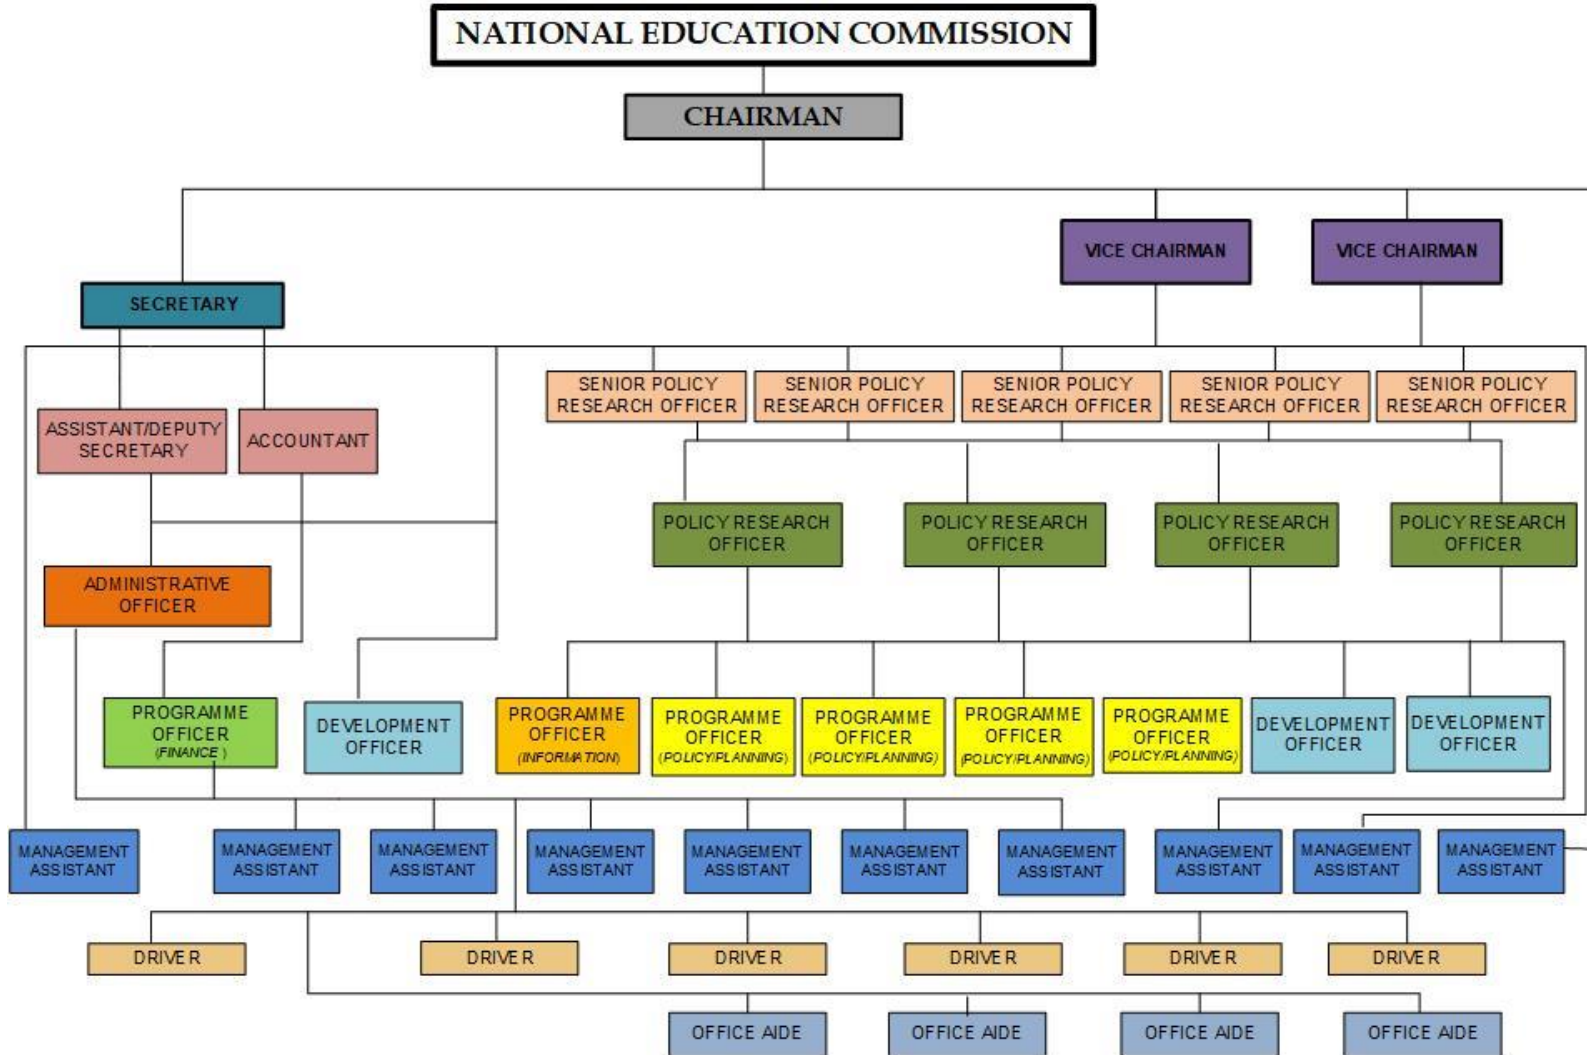 NATIONAL EDUCATION COMMISSION
CHAIRMAN
VICE CHAIRMAN
VICE CHAIRMAN
SECRETARY
SENIOR POLICY
RESEARCH OFFICER
SENIOR POLICY
RESEARCH OFFICER
SENIOR POLICY
RESEARCH OFFICER
SENIOR POLICY
RESEARCH OFFICER
SENIOR POLICY
RESEARCH OFFICER
ASSISTANT/DEPUTY
SECRETARY
ACCOUNTANT
POLICY RESEARCH
OFFICER
POLICY RESEARCH
OFFICER
POLICY RESEARCH
OFFICER
POLICY RESEARCH
OFFICER
ADMINISTRATIVE
OFFICER
PROGRAMME
OFFICER
(FINANCE )
DEVELOPMENT
OFFICER
PROGRAMME
OFFICER
(INFORMATION)
PROGRAMME
OFFICER
(POLICY/PLANNING)
PROGRAMME
OFFICER
(POLICY/PLANNING)
PROGRAMME
OFFICER
(POLICY/PLANNING)
PROGRAMME
OFFICER
(POLICY/PLANNING)
DEVELOPMENT
OFFICER
DEVELOPMENT
OFFICER
MANAGEMENT
ASSISTANT
MANAGEMENT
ASSISTANT
MANAGEMENT
ASSISTANT
MANAGEMENT
ASSISTANT
MANAGEMENT
ASSISTANT
MANAGEMENT
ASSISTANT
MANAGEMENT
ASSISTANT
MANAGEMENT
ASSISTANT
MANAGEMENT
ASSISTANT
MANAGEMENT
ASSISTANT
DRIVER
DRIVER
DRIVER
DRIVER
DRIVER
DRIVER
OFFICE AIDE
OFFICE AIDE
OFFICE AIDE
OFFICE AIDE